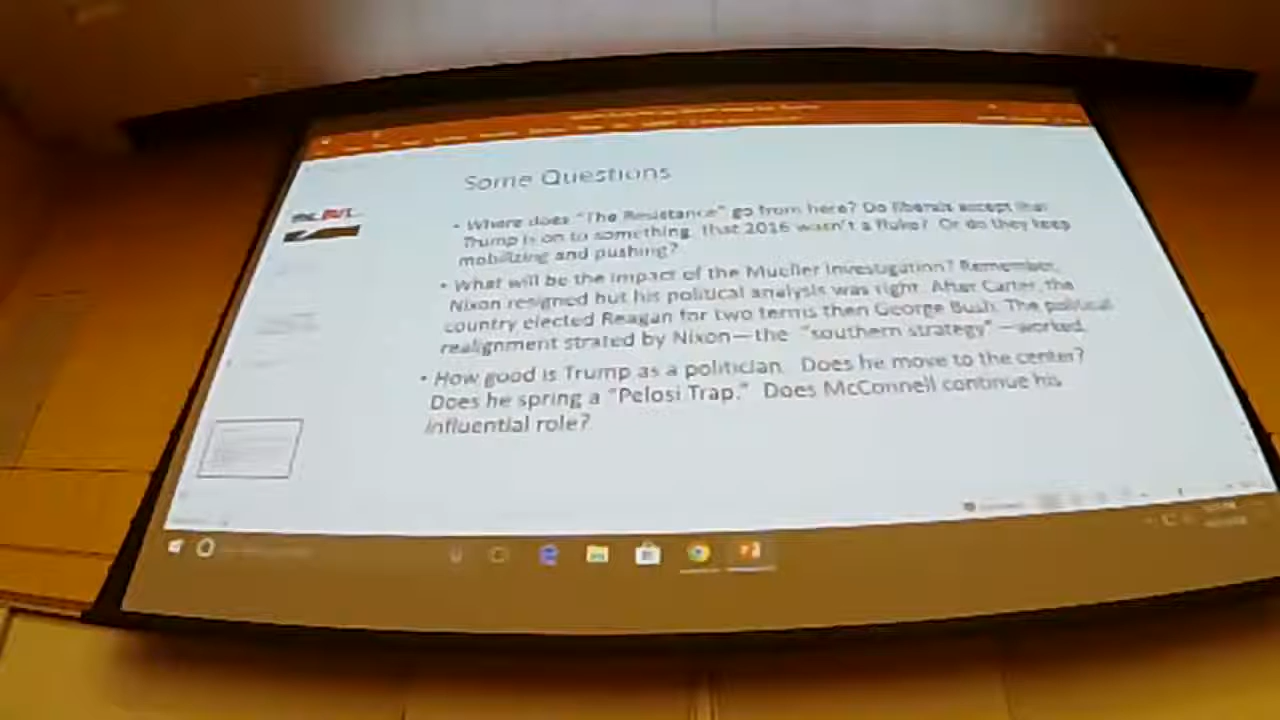 Some Questions
• Where does "The Resistance" go from here? Do liberals accept that
Trump is on to something, that 2016 wasn't a fluke? Or do they keep
mobilizing and pushing?
• What will be the impact of the Mueller Investigation? Remember,
Nixon resigned but his political analysis was right. After Carter, the
country elected Reagan for two terms then George Bush. The political
realignment strated by Nixon—the "southern strategy"—worked.
• How good is Trump as a politician. Does he move to the center?
Does he spring a "Pelosi Trap." Does McConnell continue his
influential role?